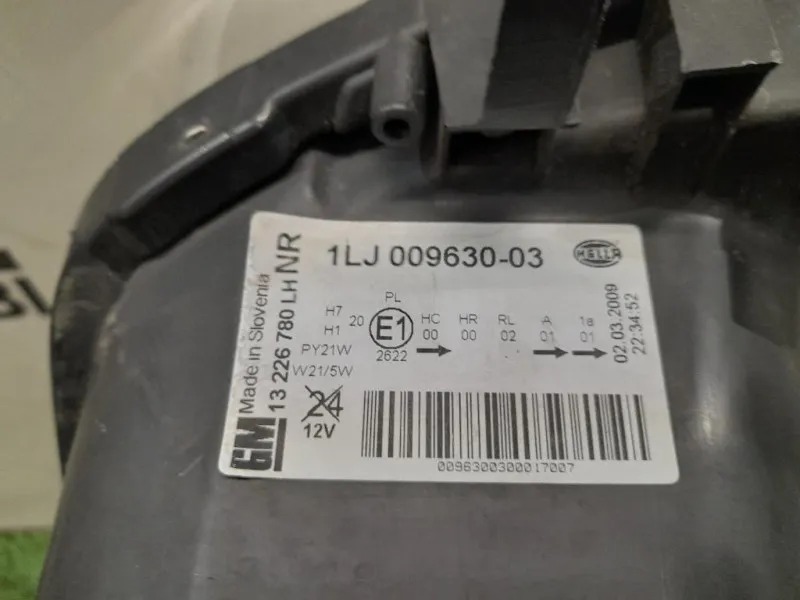 1LJ 009630-03
HELLA
NR
13 226 780 LH
Made in Slovenia
GM
H7
H1
20
PY21W
W21/5W
PL
E1
2622
HC HR RL A 1a
00 00 02 01 01
24
12V
02.03.2009
22:34:52
0096300300017007